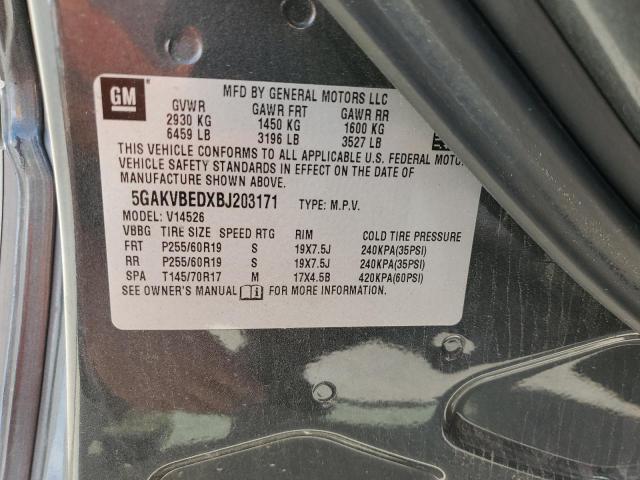 GM
MFD BY GENERAL MOTORS LLC
GVWR GAWR FRT GAWR RR
2930 KG 1450 KG 1600 KG
6459 LB 3196 LB 3527 LB
THIS VEHICLE CONFORMS TO ALL APPLICABLE U.S. FEDERAL MOTOR
VEHICLE SAFETY STANDARDS IN EFFECT ON THE DATE OF
MANUFACTURE SHOWN ABOVE.
5GAKVBEDXBJ203171 TYPE: M.P.V.
MODEL: V14526
VBBG TIRE SIZE SPEED RTG RIM COLD TIRE PRESSURE
FRT P255/60R19 S 19X7.5J 240KPA(35PSI)
RR P255/60R19 S 19X7.5J 240KPA(35PSI)
SPA T145/70R17 M 17X4.5B 420KPA(60PSI)
SEE OWNER'S MANUAL FOR MORE INFORMATION.